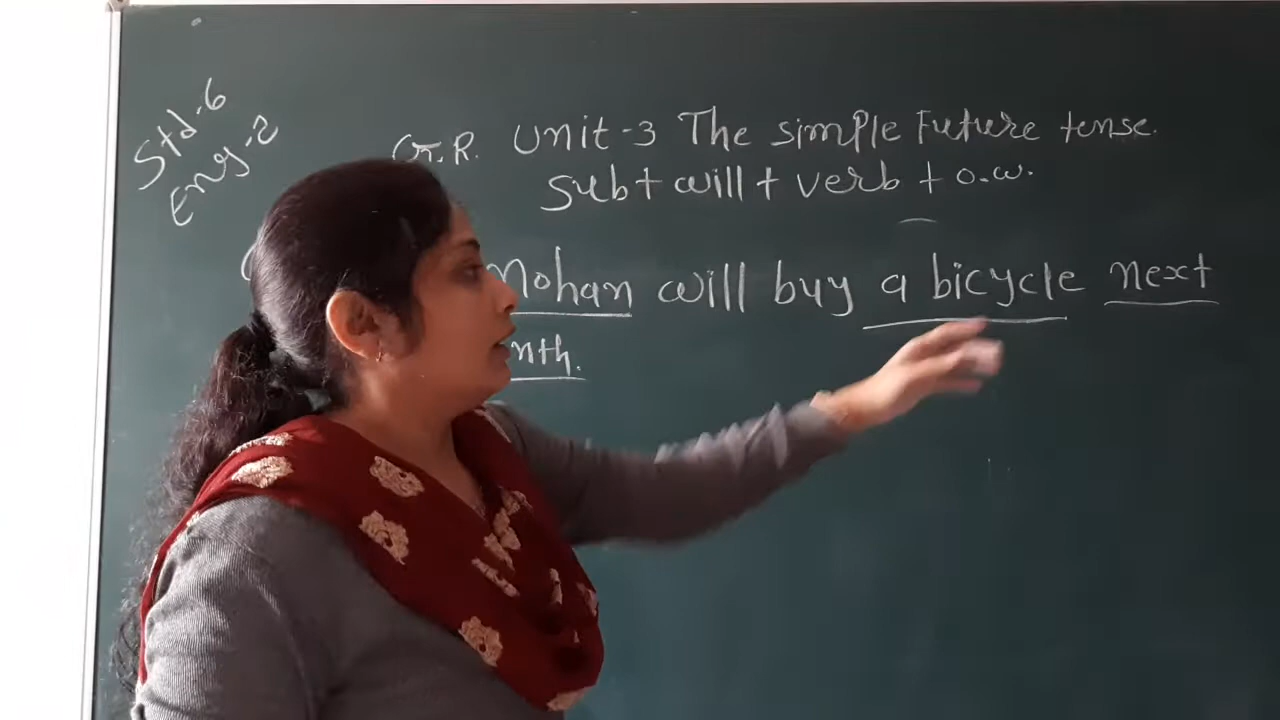 Std-6
Eng-2
Gr.R. Unit-3 The simple Future tense.
Sub + will + verb + o.w.
Mohan will buy a bicycle next
nth.